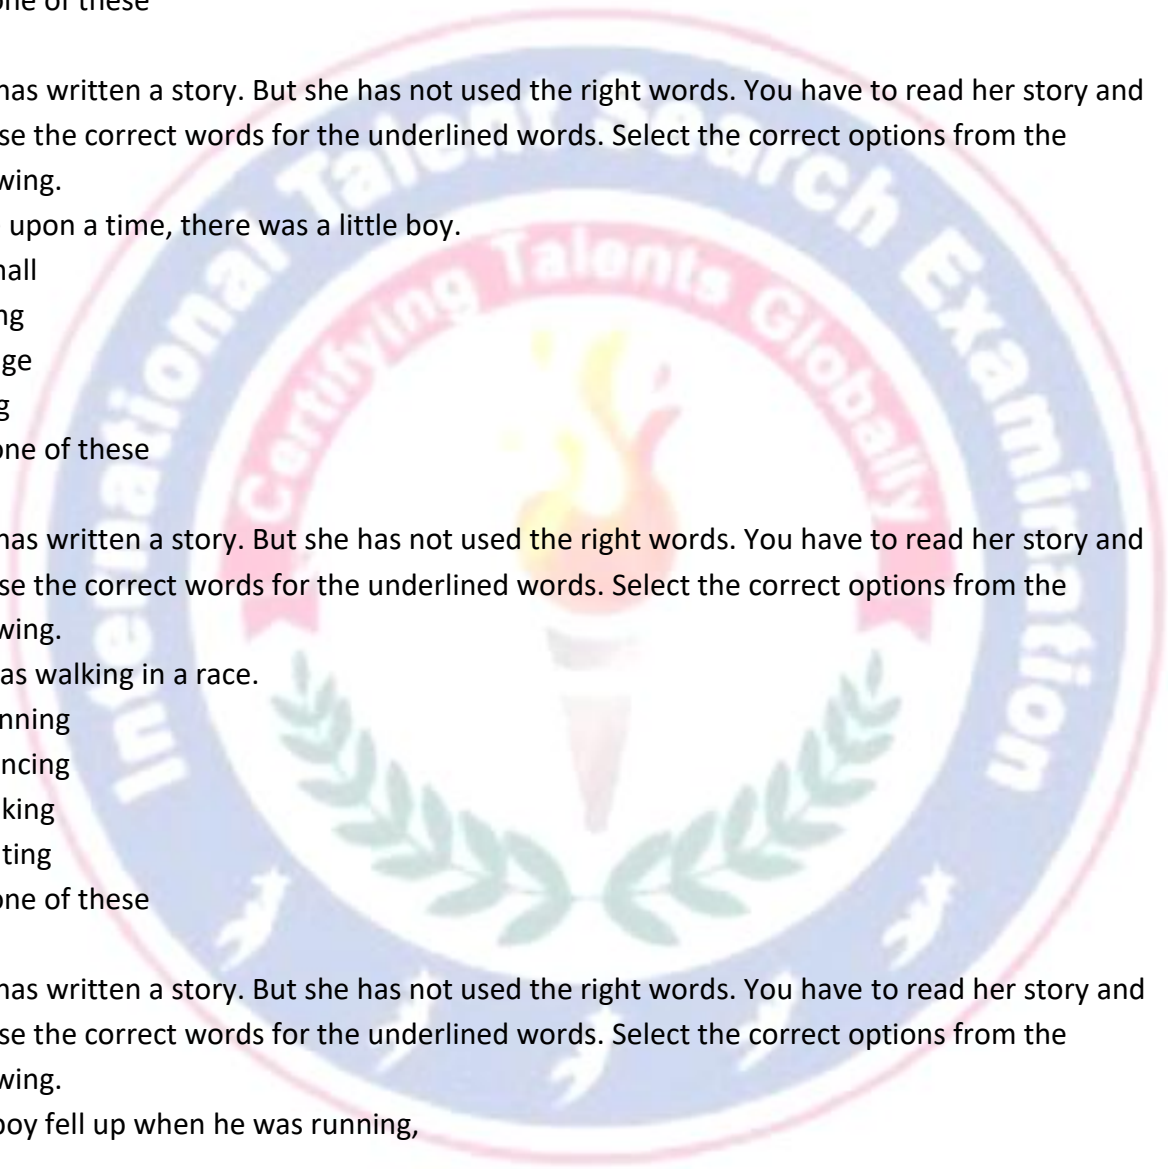 one of these
has written a story. But she has not used the right words. You have to read her story and
se the correct words for the underlined words. Select the correct options from the
wing.
upon a time, there was a little boy.
nall
ng
ge
g
one of these
has written a story. But she has not used the right words. You have to read her story and
se the correct words for the underlined words. Select the correct options from the
wing.
as walking in a race.
nning
ncing
king
ting
one of these
has written a story. But she has not used the right words. You have to read her story and
se the correct words for the underlined words. Select the correct options from the
wing.
boy fell up when he was running,
International Talent Search Examination
Certifying Talents Globally